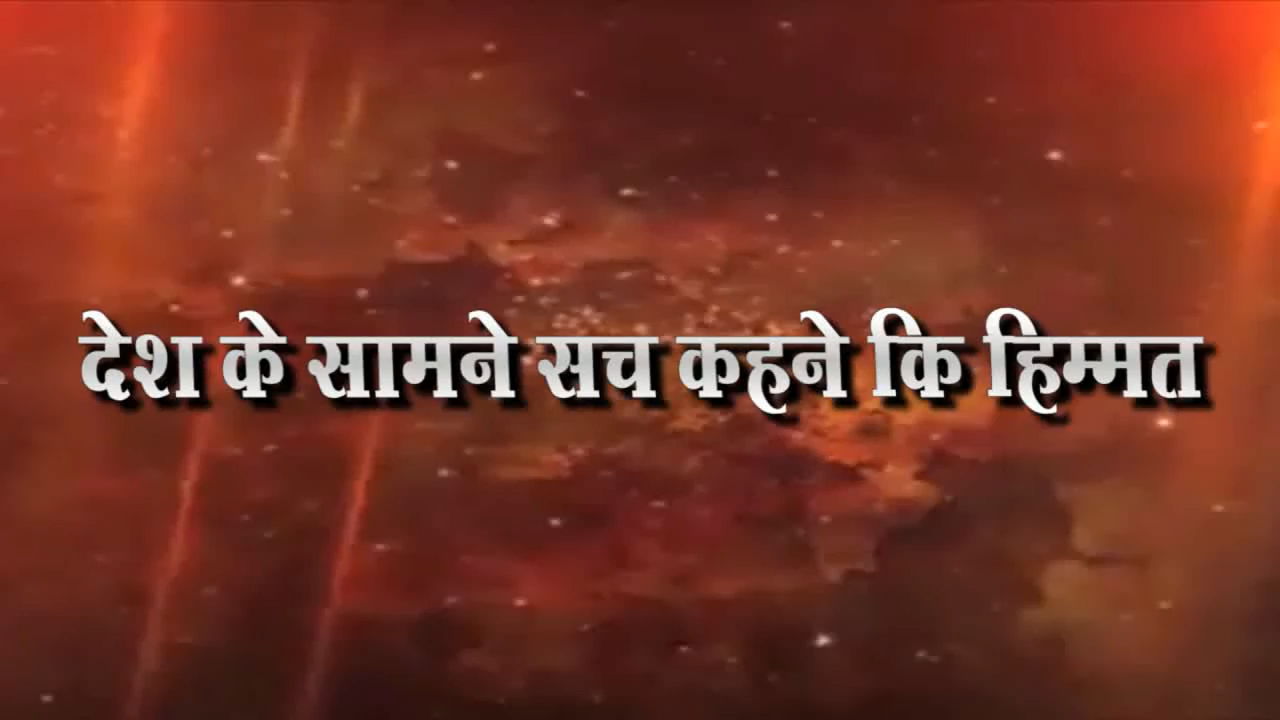 देश के सामने सच कहने कि हिम्मत